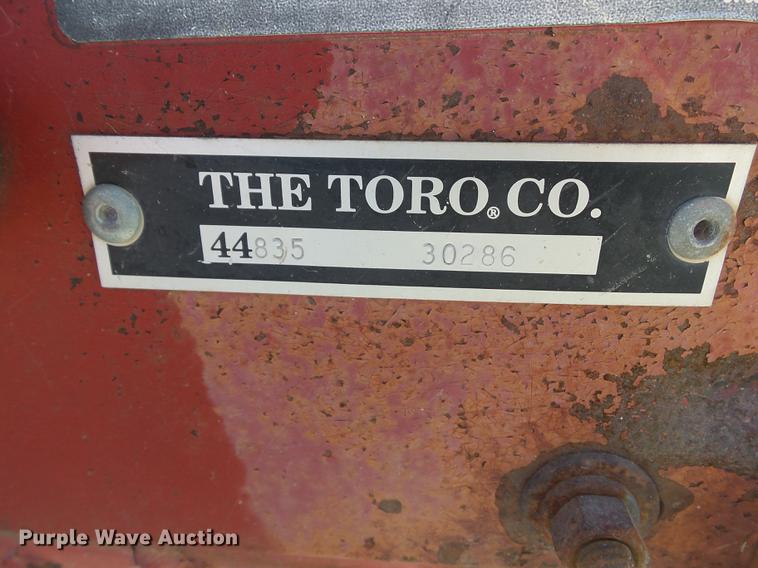 THE TORO® CO.
44835 30286
Purple Wave Auction